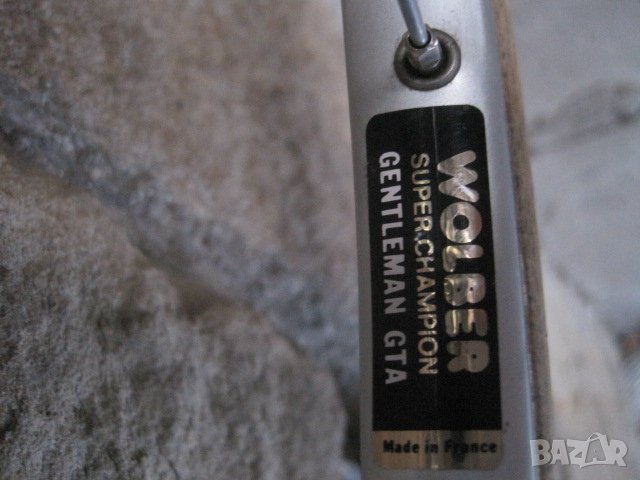 WOLBER
SUPER CHAMPION
GENTLEMAN GTA
Made in France
BAZAR